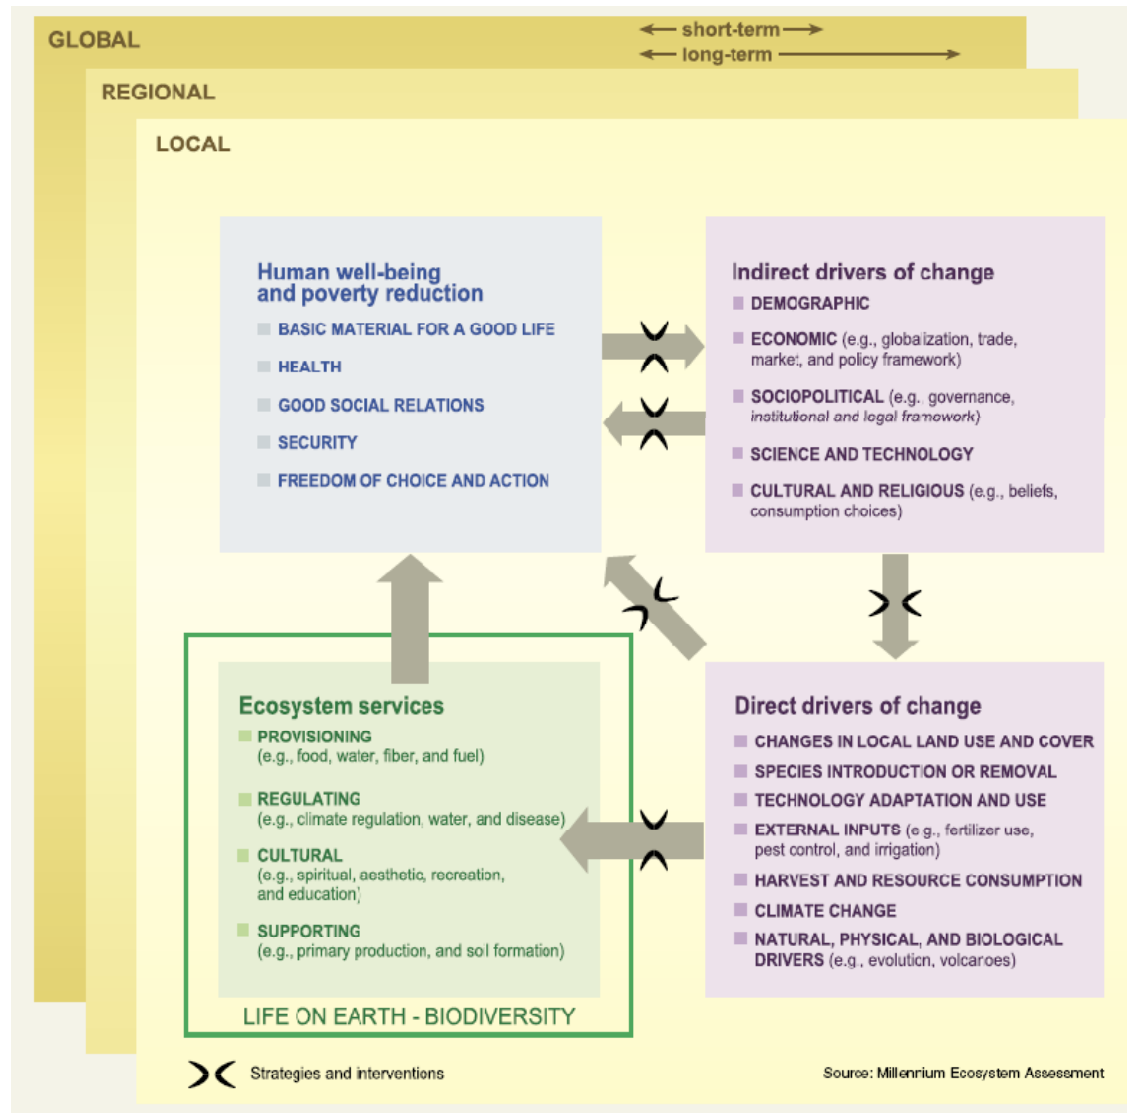 GLOBAL
short-term
long-term
REGIONAL
LOCAL
Human well-being
and poverty reduction
BASIC MATERIAL FOR A GOOD LIFE
HEALTH
GOOD SOCIAL RELATIONS
SECURITY
FREEDOM OF CHOICE AND ACTION
Indirect drivers of change
DEMOGRAPHIC
ECONOMIC (e.g., globalization, trade,
market, and policy framework)
SOCIOPOLITICAL (e.g. governance,
institutional and legal framework)
SCIENCE AND TECHNOLOGY
CULTURAL AND RELIGIOUS (e.g., beliefs,
consumption choices)
Ecosystem services
PROVISIONING
(e.g., food, water, fiber, and fuel)
REGULATING
(e.g., climate regulation, water, and disease)
CULTURAL
(e.g., spiritual, aesthetic, recreation,
and education)
SUPPORTING
(e.g., primary production, and soil formation)
LIFE ON EARTH - BIODIVERSITY
Direct drivers of change
CHANGES IN LOCAL LAND USE AND COVER
SPECIES INTRODUCTION OR REMOVAL
TECHNOLOGY ADAPTATION AND USE
EXTERNAL INPUTS (e.g., fertilizer use,
pest control, and irrigation)
HARVEST AND RESOURCE CONSUMPTION
CLIMATE CHANGE
NATURAL, PHYSICAL, AND BIOLOGICAL
DRIVERS (e.g., evolution, volcanoes)
Strategies and interventions
Source: Millennium Ecosystem Assessment